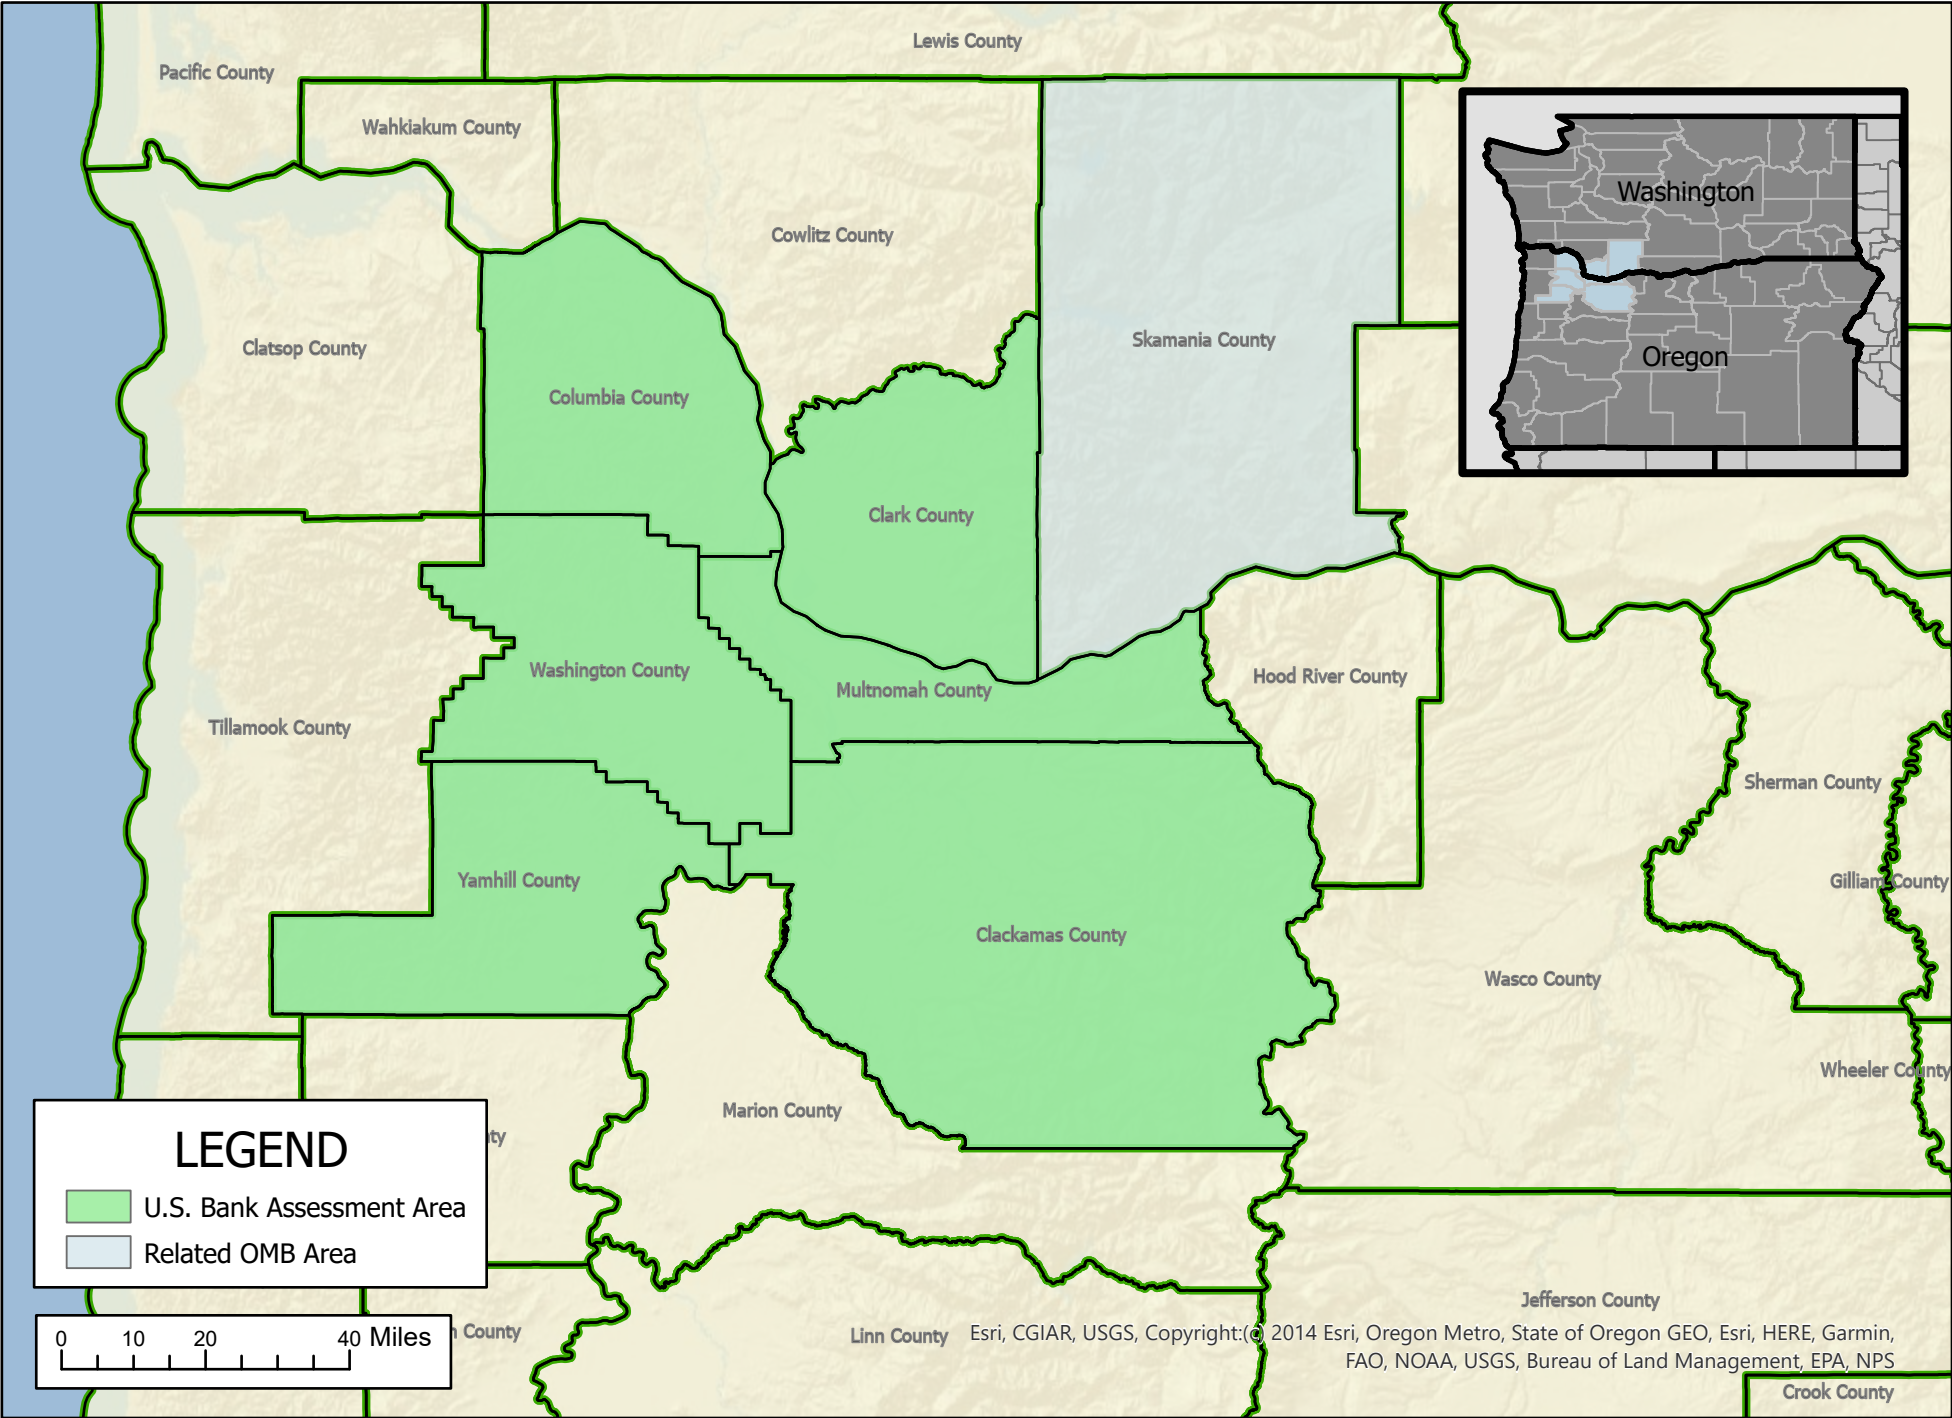 Lewis County
Pacific County
Wahkiakum County
Washington
Cowlitz County
Skamania County
Clatsop County
Oregon
Columbia County
Clark County
Washington County
Hood River County
Multnomah County
Tillamook County
Sherman County
Yamhill County
Gilliam County
Clackamas County
Wasco County
Wheeler County
Marion County
ty
LEGEND
U.S. Bank Assessment Area
Related OMB Area
Jefferson County
0 10 20 40 Miles
n County
Linn County
Esri, CGIAR, USGS, Copyright:(c) 2014 Esri, Oregon Metro, State of Oregon GEO, Esri, HERE, Garmin,
FAO, NOAA, USGS, Bureau of Land Management, EPA, NPS
Crook County